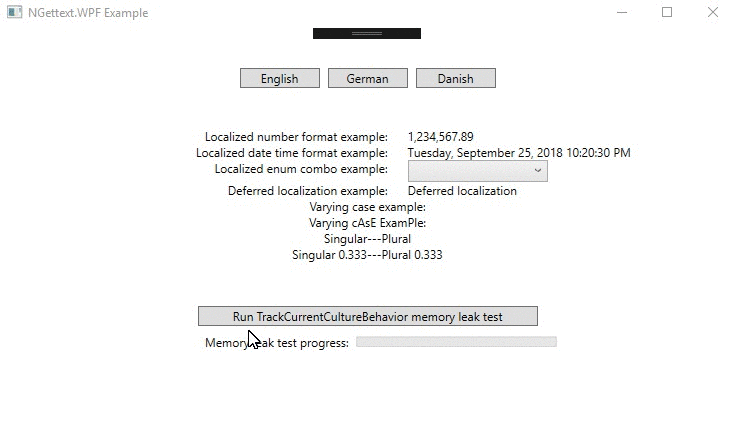 NGettext.WPF Example
English German Danish
Localized number format example: 1,234,567.89
Localized date time format example: Tuesday, September 25, 2018 10:20:30 PM
Localized enum combo example:
Deferred localization example: Deferred localization
Varying case example:
Varying cAsE ExamPle:
Singular---Plural
Singular 0.333---Plural 0.333
Run TrackCurrentCultureBehavior memory leak test
Memory leak test progress: